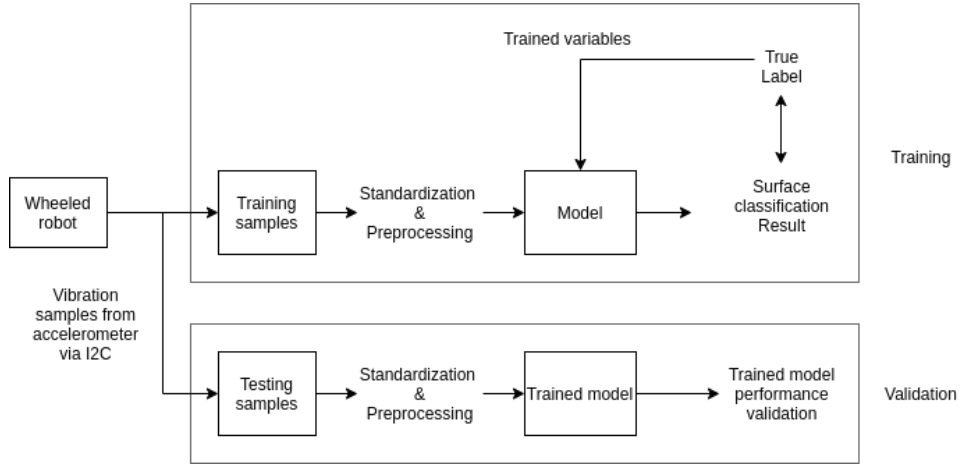 Trained variables
True
Label
Training
Wheeled
robot
Training
samples
Standardization
&
Preprocessing
Model
Surface
classification
Result
Vibration
samples from
accelerometer
via I2C
Testing
samples
Standardization
&
Preprocessing
Trained model
Trained model
performance
validation
Validation